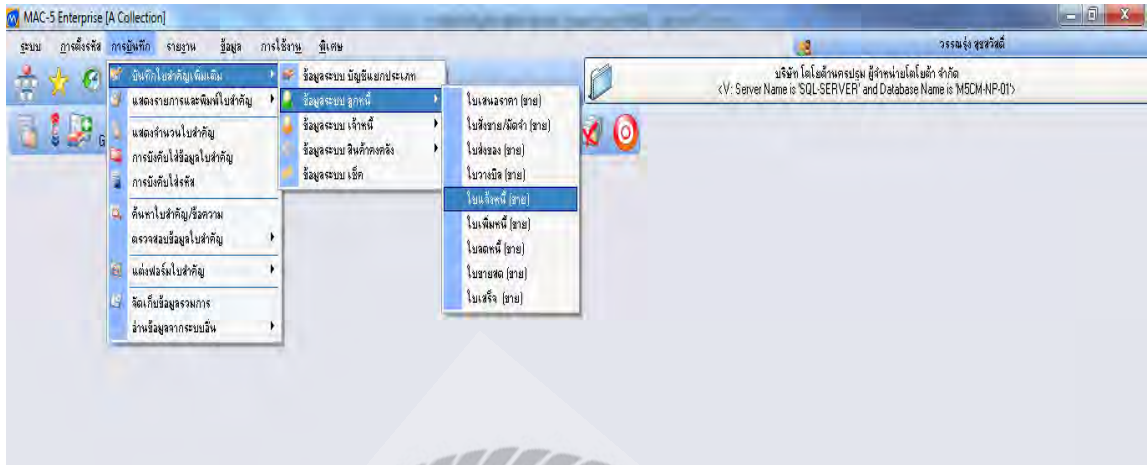 MAC-5 Enterprise [A Collection]
ระบบ การตั้งรหัส การบันทึก รายงาน ข้อมูล การใช้งาน พิเศษ
วรรณรุ่ง สุขสวัสดิ์
บริษัท โตโยต้านครปฐม ผู้จำหน่ายโตโยต้า จำกัด
<V: Server Name is 'SQL-SERVER' and Database Name is 'M5CM-NP-01'>
บันทึกใบสำคัญเพิ่มเติม
แสดงรายการและพิมพ์ใบสำคัญ
แสดงจำนวนใบสำคัญ
การบังคับใส่ข้อมูลใบสำคัญ
การบังคับใส่รหัส
ค้นหาใบสำคัญ/ข้อความ
ตรวจสอบข้อมูลใบสำคัญ
แต่งฟอร์มใบสำคัญ
จัดเก็บข้อมูลรวมการ
อ่านข้อมูลจากระบบอื่น
ข้อมูลระบบ บัญชีแยกประเภท
ข้อมูลระบบ ลูกหนี้
ข้อมูลระบบ เจ้าหนี้
ข้อมูลระบบ สินค้าคงคลัง
ข้อมูลระบบ เช็ค
ใบเสนอราคา (ขาย)
ใบสั่งขาย/มัดจำ (ขาย)
ใบส่งของ (ขาย)
ใบวางบิล (ขาย)
ใบแจ้งหนี้ (ขาย)
ใบเพิ่มหนี้ (ขาย)
ใบลดหนี้ (ขาย)
ใบขายสด (ขาย)
ใบเสร็จ (ขาย)